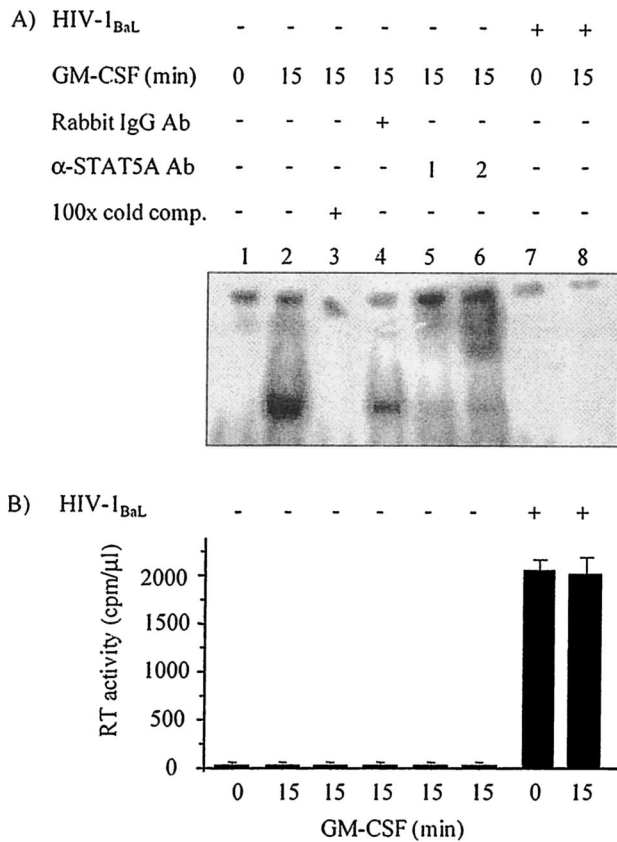 A) HIV-1BaL - - - - - - + +
GM-CSF (min) 0 15 15 15 15 15 0 15
Rabbit IgG Ab - - - + - - - -
α-STAT5A Ab - - - - 1 2 - -
100x cold comp. - - + - - - - -
1 2 3 4 5 6 7 8
B) HIV-1BaL - - - - - - + +
RT activity (cpm/µl)
2000
1500
1000
500
0
0 15 15 15 15 15 0 15
GM-CSF (min)